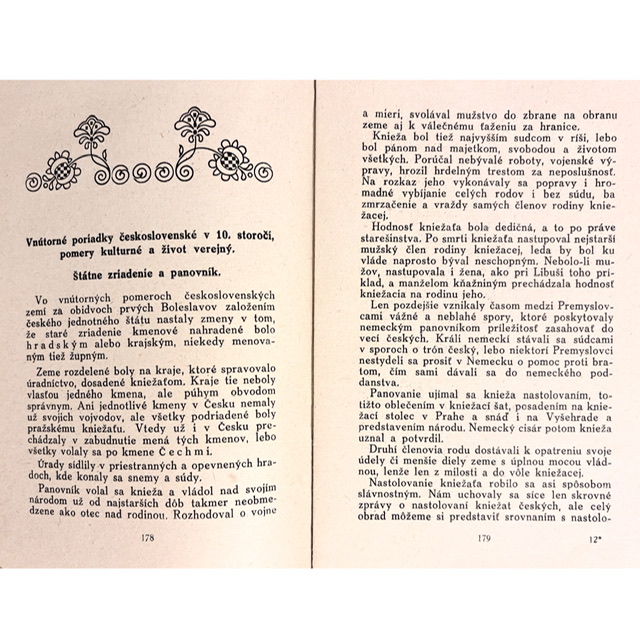 Vnútorné poriadky československé v 10. storočí,
pomery kulturné a život verejný.
Štátne zriadenie a panovník.
Vo vnútorných pomeroch československých
zemí za obidvoch prvých Boleslavov založením
českého jednotného štátu nastaly zmeny v tom,
že staré zriadenie kmenové nahradené bolo
hradským alebo krajským, niekedy menova-
ným tiež župným.
Zeme rozdelené boly na kraje, ktoré spravovalo
úradníctvo, dosadené kniežaťom. Kraje tie neboly
vlasťou jedného kmena, ale púhym obvodom
správnym. Ani jednotlivé kmeny v Česku nemaly
už svojich vojvodov, ale všetky podriadené boly
pražskému kniežaťu. Vtedy už i v Česku pre-
chádzaly v zabudnutie mená tých kmenov, lebo
všetky volaly sa po kmene Čechmi.
Úrady sídlily v priestranných a opevnených hra-
doch, kde konaly sa snemy a súdy.
Panovník volal sa knieža a vládol nad svojím
národom už od najstarších dôb takmer neobme-
dzene ako otec nad rodinou. Rozhodoval o vojne
178
a mieri, svolával mužstvo do zbrane na obranu
zeme aj k válečnému ťaženiu za hranice.
Knieža bol tiež najvyšším sudcom v ríši, lebo
bol pánom nad majetkom, svobodou a životom
všetkých. Porúčal nebývalé roboty, vojenské vý-
pravy, hrozil hrdelným trestom za neposlušnosť.
Na rozkaz jeho vykonávaly sa popravy i hro-
madné vybíjanie celých rodov i bez súdu, ba
zmrzačenie a vraždy samých členov rodiny knie-
žacej.
Hodnosť kniežaťa bola dedičná, a to po práve
starešinstva. Po smrti kniežaťa nastupoval nejstarší
mužský člen rodiny kniežacej, leda by bol ku
vláde naprosto býval neschopným. Nebolo-li mu-
žov, nastupovala i žena, ako pri Libuši toho prí-
klad, a manželom kňažniným prechádzala hodnosť
kniežacia na rodinu jeho.
Len pozdejšie vznikaly časom medzi Premyslov-
cami vážné a neblahé spory, ktoré poskytovaly
nemeckým panovníkom príležitosť zasahovať do
vecí českých. Králi nemeckí stávali sa súdcami
v sporoch o trón český, lebo niektorí Premyslovci
nestydeli sa prosiť v Nemecku o pomoc proti bra-
tom, čím sami dávali sa do nemeckého pod-
danstva.
Panovanie ujímal sa knieža nastolovaním, to-
tižto oblečením v kniežací šat, posadením na knie-
žací stolec v Prahe a snáď i na Vyšehrade a
predstavením národu. Nemecký cisár potom knieža
uznal a potvrdil.
Druhí členovia rodu dostávali k opatreniu svoje
údely či menšie diely zeme s úplnou mocou vlád-
nou, lenže len z milosti a do vôle kniežacej.
Nastolovanie kniežaťa robilo sa asi spôsobom
slávnostným. Nám uchovaly sa síce len skrovné
zprávy o nastolovaní kniežat českých, ale celý
obrad môžeme si predstaviť srovnaním s nastolo-
179
12*